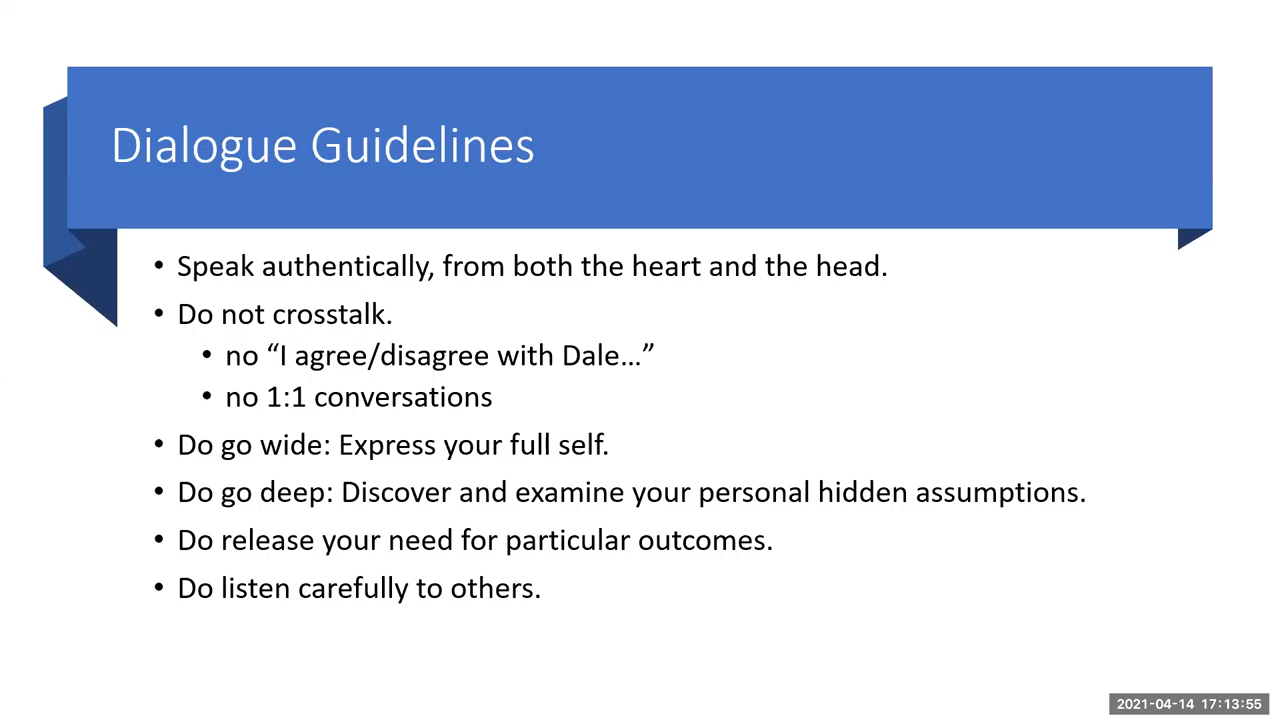 Dialogue Guidelines
• Speak authentically, from both the heart and the head.
• Do not crosstalk.
• no “I agree/disagree with Dale…”
• no 1:1 conversations
• Do go wide: Express your full self.
• Do go deep: Discover and examine your personal hidden assumptions.
• Do release your need for particular outcomes.
• Do listen carefully to others.
2021-04-14 17:13:55